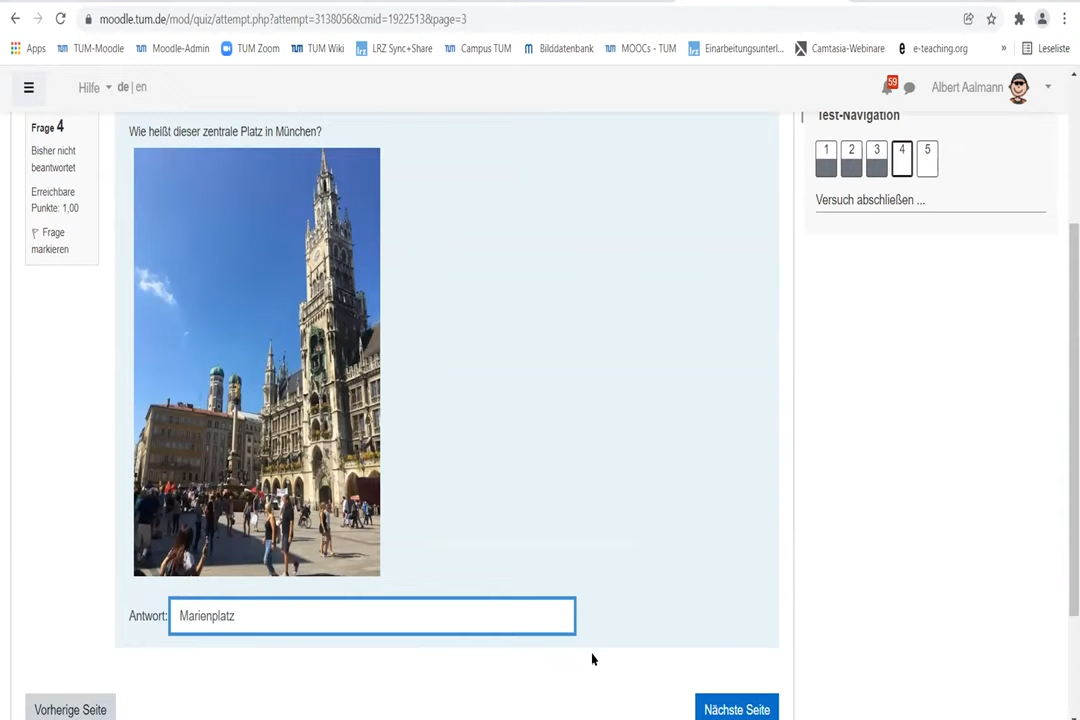 moodle.tum.de/mod/quiz/attempt.php?attempt=3138056&cmid=1922513&page=3
Apps TUM-Moodle Moodle-Admin TUM Zoom TUM Wiki LRZ Sync+Share Campus TUM Bilddatenbank MOOCs - TUM Einarbeitungsunterl... Camtasia-Webinare e-teaching.org » Leseliste
Hilfe de | en 59 Albert Aalmann
Frage 4
Bisher nicht
beantwortet
Erreichbare
Punkte: 1,00
Frage
markieren
Wie heißt dieser zentrale Platz in München?
Antwort: Marienplatz
Vorherige Seite Nächste Seite
Test-Navigation
1 2 3 4 5
Versuch abschließen ...